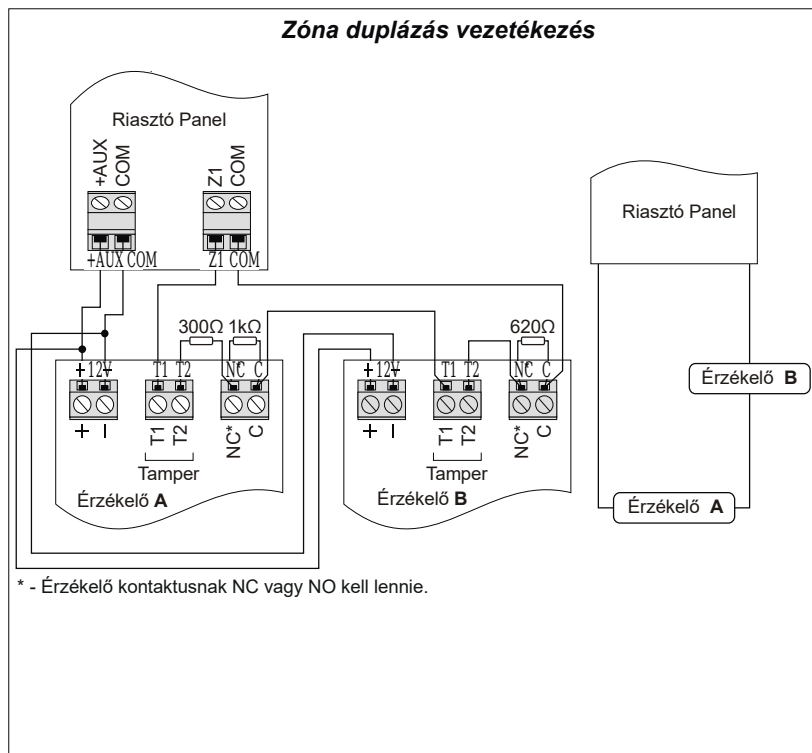 Zóna duplázás vezetékezés
Riasztó Panel
+AUX
COM
Z1
COM
+AUX COM
Z1 COM
Riasztó Panel
300Ω 1kΩ
620Ω
+ 12V -
T1 T2
NC* C
+ 12V -
T1 T2
NC* C
+ –
T1
T2
NC*
C
+ –
T1
T2
NC*
C
Tamper
Tamper
Érzékelő A
Érzékelő B
Érzékelő B
Érzékelő A
* - Érzékelő kontaktusnak NC vagy NO kell lennie.